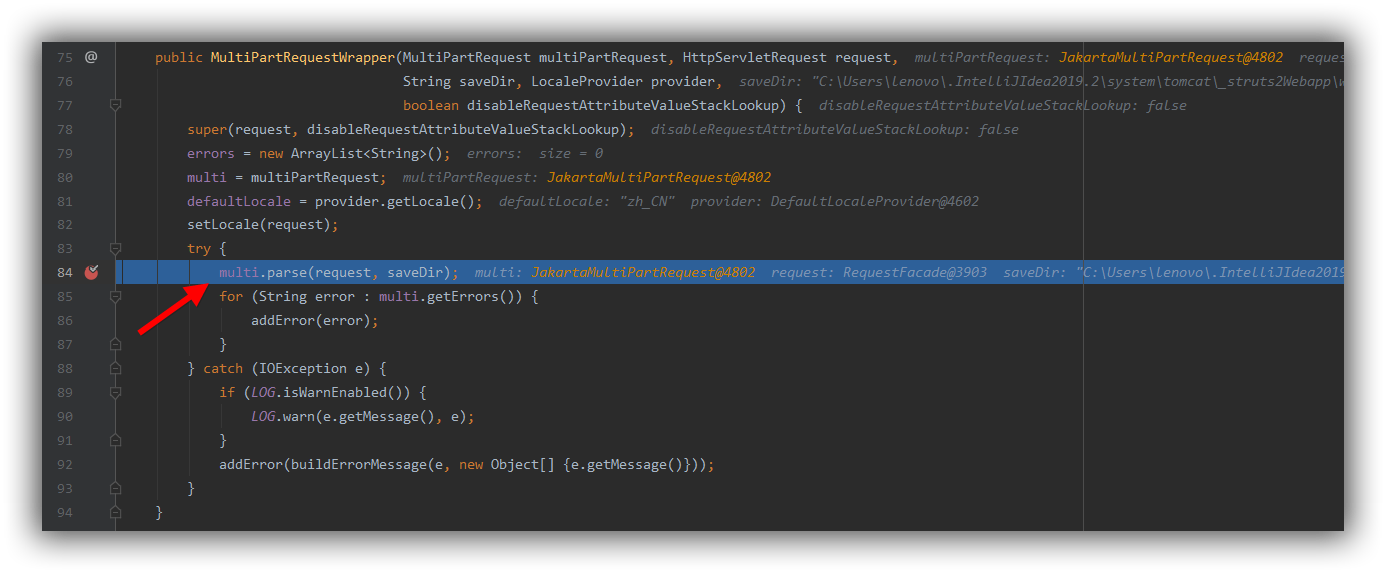 75 @ public MultiPartRequestWrapper(MultiPartRequest multiPartRequest, HttpServletRequest request, multiPartRequest: JakartaMultiPartRequest@4802
76 String saveDir, LocaleProvider provider, saveDir: "C:\Users\lenovo\.IntelliJIdea2019.2\system\tomcat\_struts2Webapp\
77 boolean disableRequestAttributeValueStackLookup) { disableRequestAttributeValueStackLookup: false
78 super(request, disableRequestAttributeValueStackLookup); disableRequestAttributeValueStackLookup: false
79 errors = new ArrayList<String>(); errors: size = 0
80 multi = multiPartRequest; multiPartRequest: JakartaMultiPartRequest@4802
81 defaultLocale = provider.getLocale(); defaultLocale: "zh_CN" provider: DefaultLocaleProvider@4602
82 setLocale(request);
83 try {
84 multi.parse(request, saveDir); multi: JakartaMultiPartRequest@4802 request: RequestFacade@3903 saveDir: "C:\Users\lenovo\.IntelliJIdea2019
85 for (String error : multi.getErrors()) {
86 addError(error);
87 }
88 } catch (IOException e) {
89 if (LOG.isWarnEnabled()) {
90 LOG.warn(e.getMessage(), e);
91 }
92 addError(buildErrorMessage(e, new Object[] {e.getMessage()}));
93 }
94 }